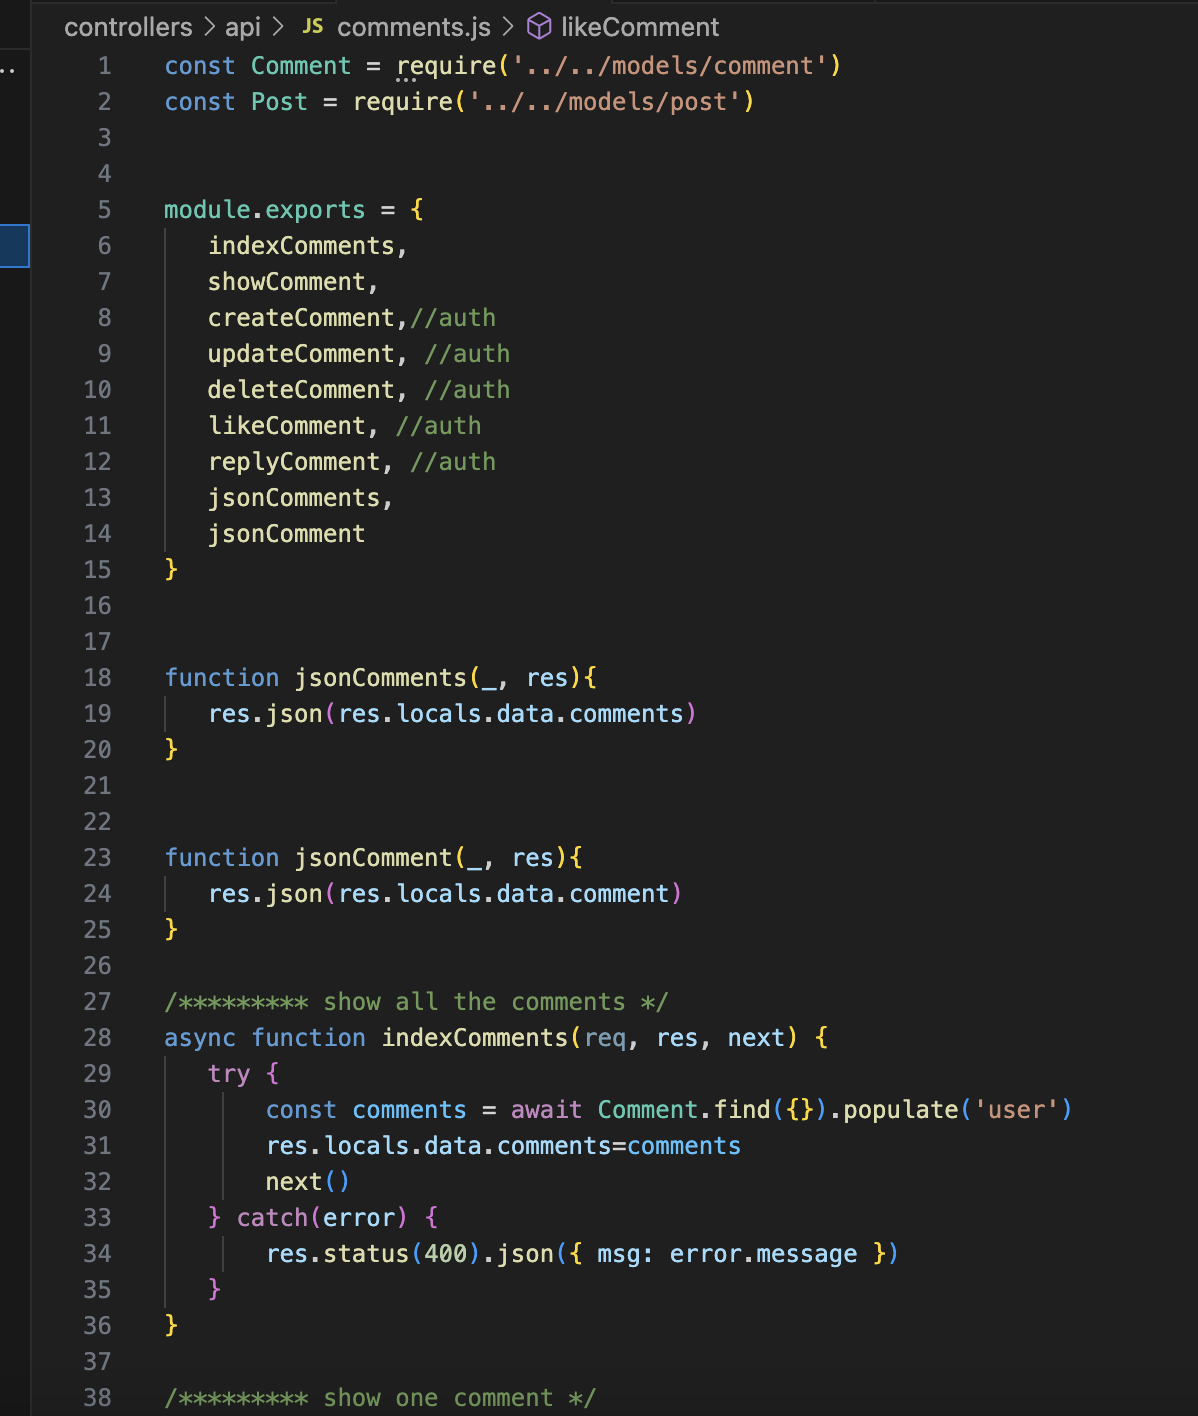 controllers > api > JS comments.js > likeComment
1 const Comment = require('../../models/comment')
2 const Post = require('../../models/post')
3
4
5 module.exports = {
6 indexComments,
7 showComment,
8 createComment,//auth
9 updateComment, //auth
10 deleteComment, //auth
11 likeComment, //auth
12 replyComment, //auth
13 jsonComments,
14 jsonComment
15 }
16
17
18 function jsonComments(_, res){
19 res.json(res.locals.data.comments)
20 }
21
22
23 function jsonComment(_, res){
24 res.json(res.locals.data.comment)
25 }
26
27 /********* show all the comments */
28 async function indexComments(req, res, next) {
29 try {
30 const comments = await Comment.find({}).populate('user')
31 res.locals.data.comments=comments
32 next()
33 } catch(error) {
34 res.status(400).json({ msg: error.message })
35 }
36 }
37
38 /********* show one comment */